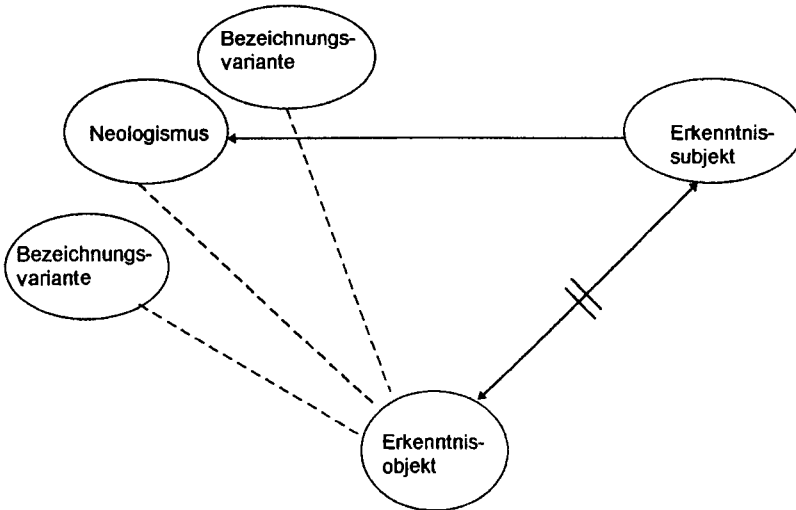 Bezeichnungs-
variante
Neologismus
Erkenntnis-
subjekt
Bezeichnungs-
variante
Erkenntnis-
objekt